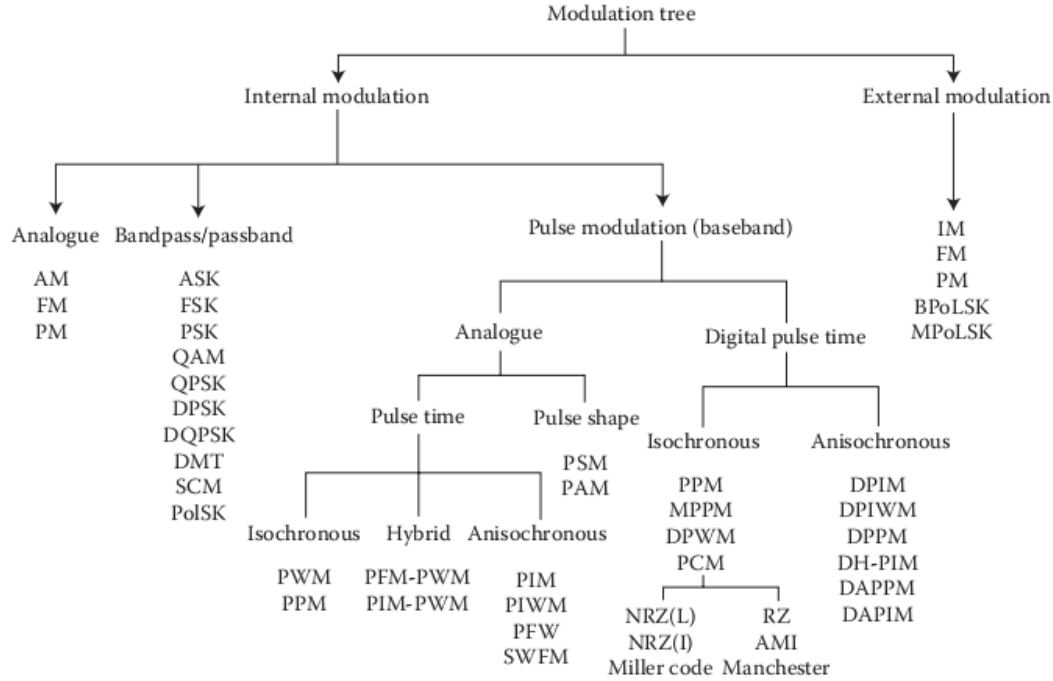 Modulation tree
Internal modulation
External modulation
Analogue
AM
FM
PM
Bandpass/passband
ASK
FSK
PSK
QAM
QPSK
DPSK
DQPSK
DMT
SCM
PolSK
Pulse modulation (baseband)
Analogue
Pulse time
Isochronous
PWM
PPM
Hybrid
PFM-PWM
PIM-PWM
Anisochronous
PIM
PIWM
PFW
SWFM
Pulse shape
PSM
PAM
Digital pulse time
Isochronous
PPM
MPPM
DPWM
PCM
NRZ(L)
NRZ(I)
Miller code
RZ
AMI
Manchester
Anisochronous
DPIM
DPIWM
DPPM
DH-PIM
DAPPM
DAPIM
IM
FM
PM
BPoLSK
MPoLSK